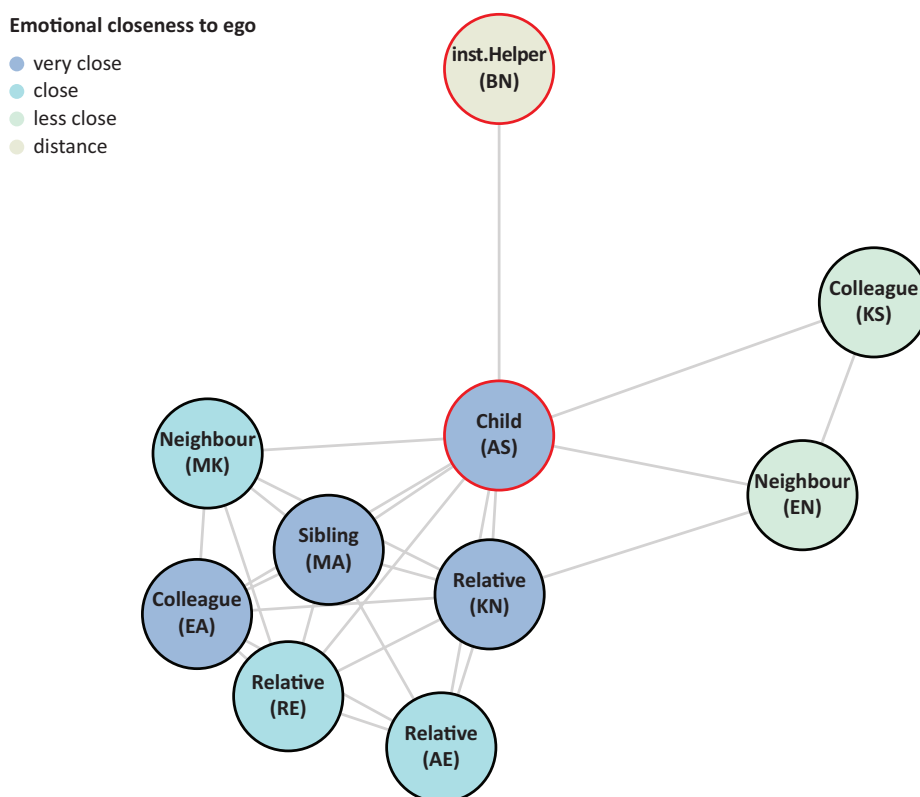 Emotional closeness to ego
very close
close
less close
distance
inst.Helper
(BN)
Colleague
(KS)
Child
(AS)
Neighbour
(MK)
Neighbour
(EN)
Sibling
(MA)
Relative
(KN)
Colleague
(EA)
Relative
(RE)
Relative
(AE)